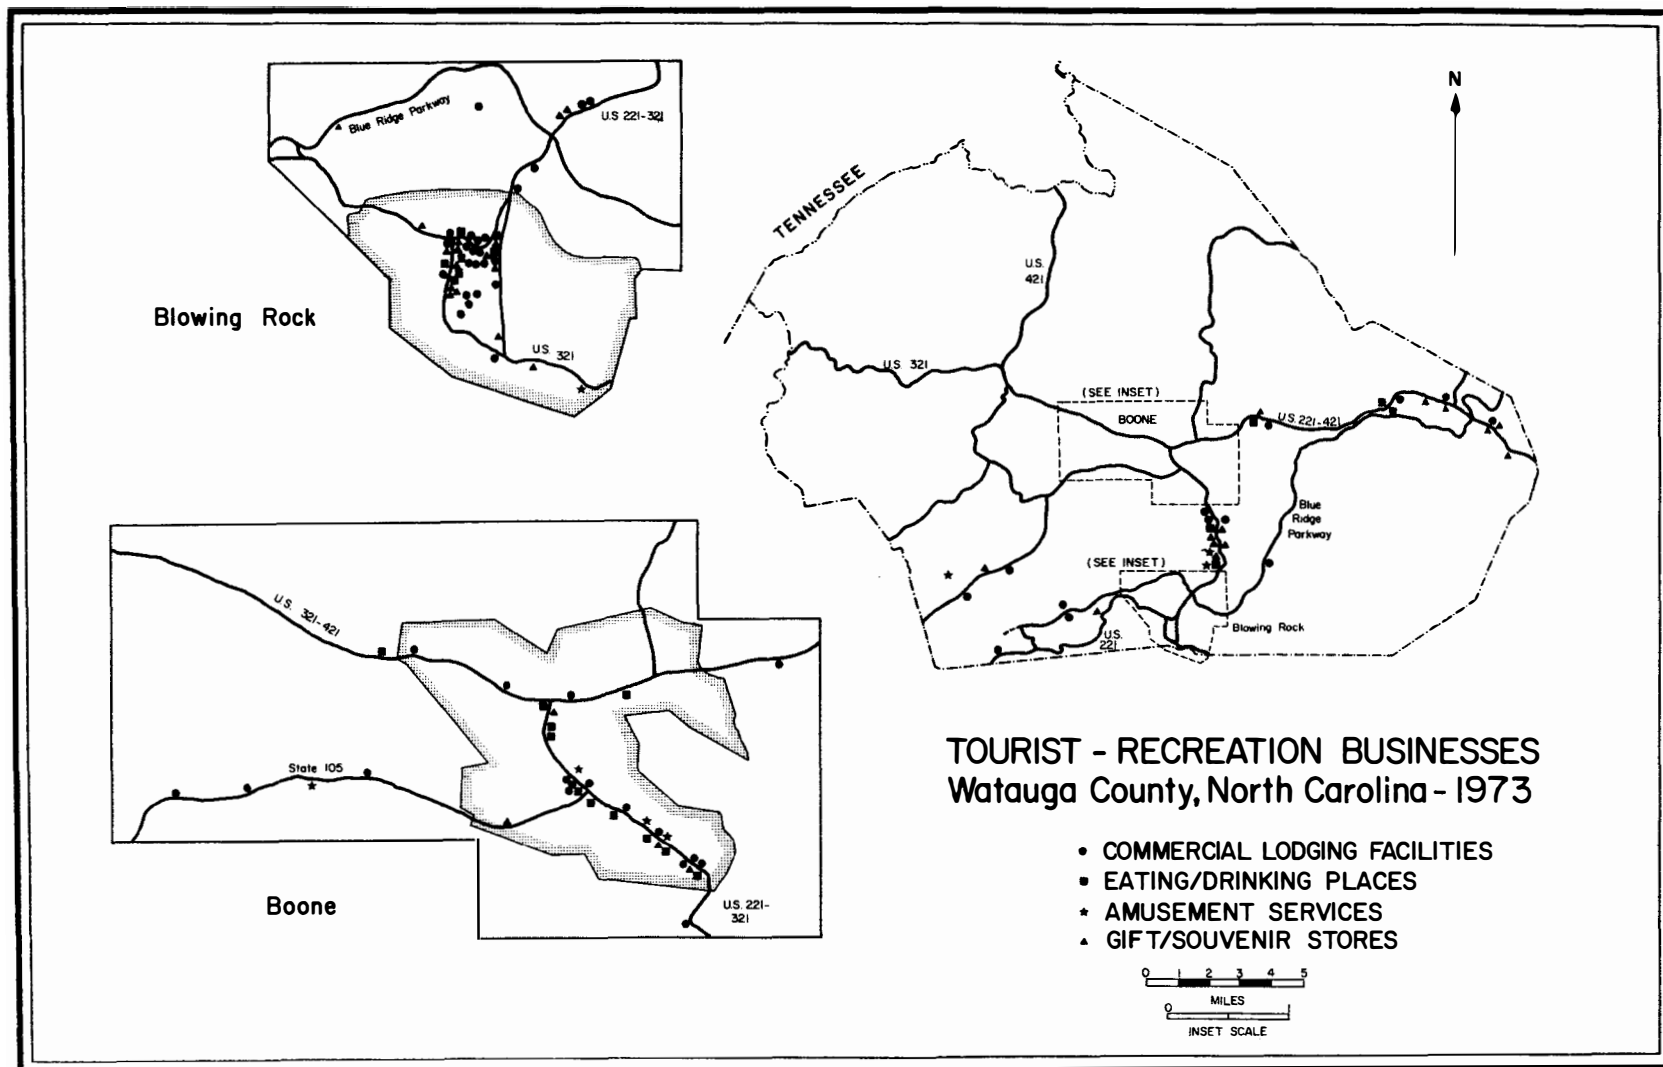 Blue Ridge Parkway
U.S 221-321
U.S. 321
Blowing Rock
N
TENNESSEE
U.S.
421
U.S. 321
(SEE INSET)
BOONE
U.S. 221-421
Blue
Ridge
Parkway
(SEE INSET)
Blowing Rock
U.S.
221
U.S. 321-421
State 105
U.S. 221-
321
Boone
TOURIST - RECREATION BUSINESSES
Watauga County, North Carolina - 1973
COMMERCIAL LODGING FACILITIES
EATING/DRINKING PLACES
AMUSEMENT SERVICES
GIFT/SOUVENIR STORES
0 1 2 3 4 5
MILES
0 1
INSET SCALE